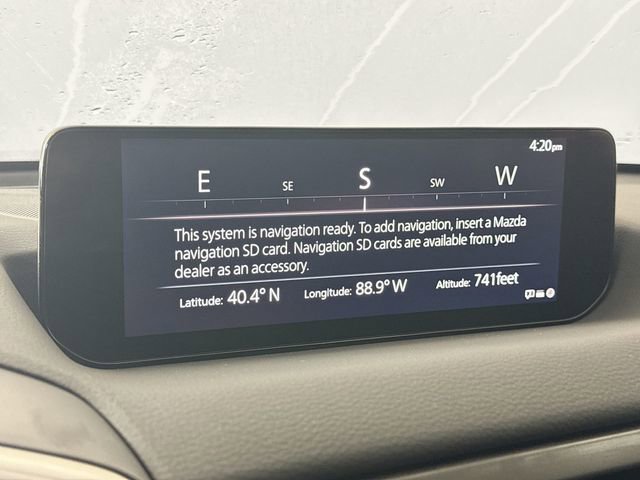 4:20pm
E SE S SW W
This system is navigation ready. To add navigation, insert a Mazda
navigation SD card. Navigation SD cards are available from your
dealer as an accessory.
Latitude: 40.4° N Longitude: 88.9° W Altitude: 741feet